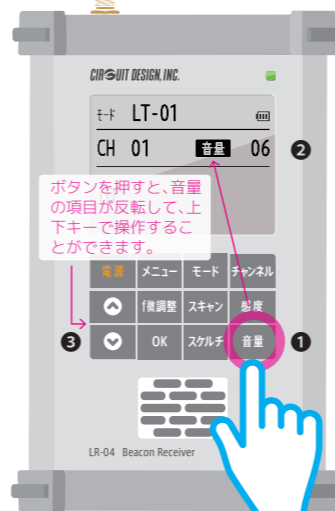 CIRCUIT DESIGN, INC.
モード LT-01
CH 01 音量 06
❷
ボタンを押すと、音量
の項目が反転して、上
下キーで操作するこ
とができます。
電源 メニュー モード チャンネル
f微調整 スキャン 感度
❸ OK スケルチ 音量 ❶
LR-04 Beacon Receiver